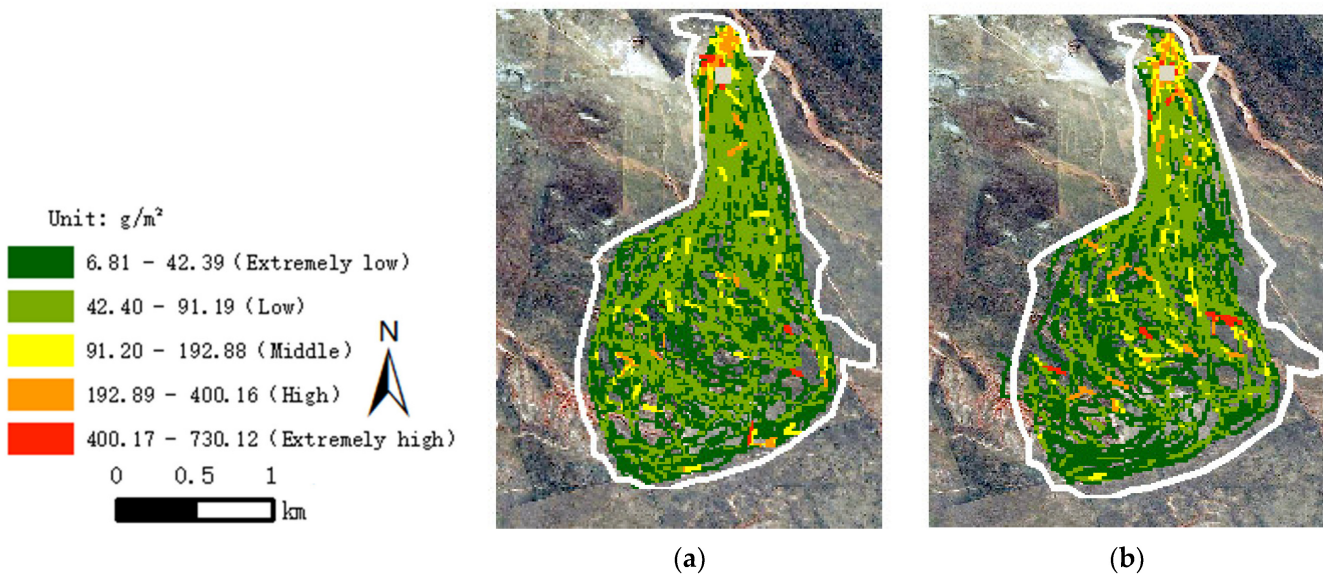 Unit: g/m²
6.81 - 42.39 (Extremely low)
42.40 - 91.19 (Low)
91.20 - 192.88 (Middle)
192.89 - 400.16 (High)
400.17 - 730.12 (Extremely high)
N
0 0.5 1
km
(a)
(b)